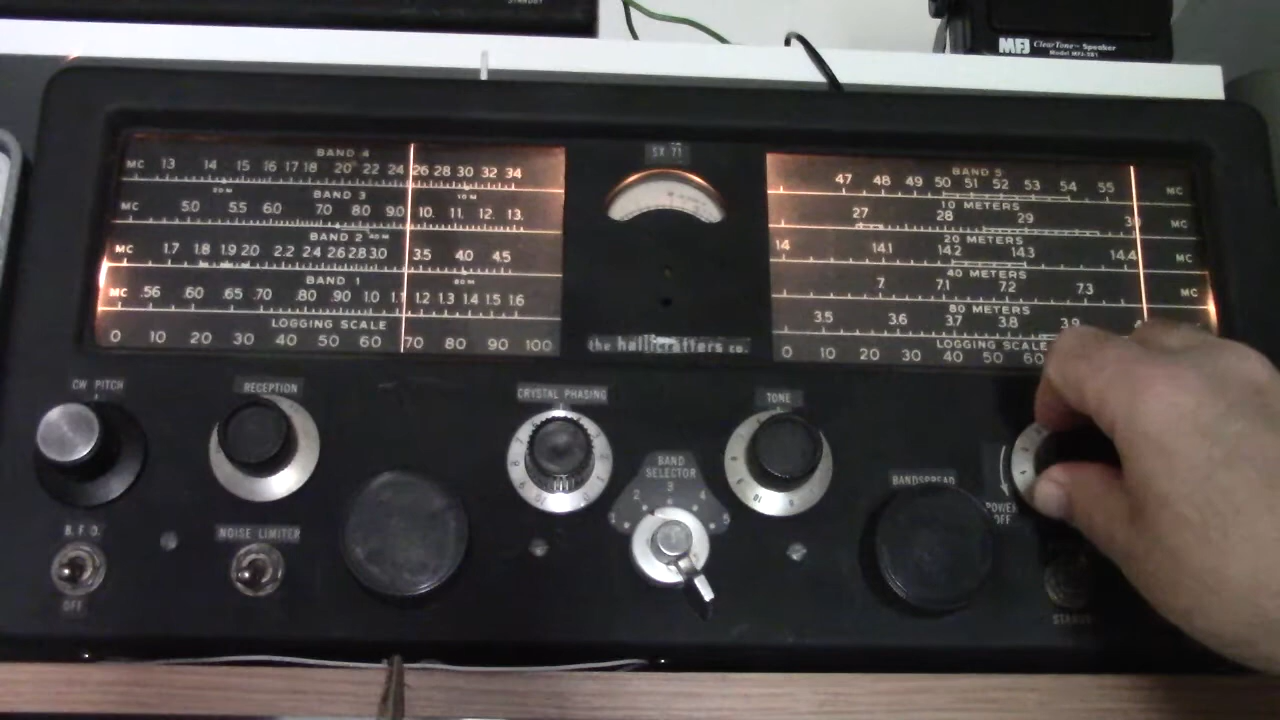 STANDBY
MFJ ClearTone™ Speaker
Model MFJ-281
SX 71
BAND 4
MC 13 14 15 16 17 18 20 22 24 26 28 30 32 34
20 M 10 M
BAND 3
MC 5.0 5.5 6.0 7.0 8.0 9.0 10. 11. 12. 13.
BAND 2 40 M
MC 1.7 1.8 1.9 2.0 2.2 2.4 2.6 2.8 3.0 3.5 4.0 4.5
BAND 1 80 M
MC .56 .60 .65 .70 .80 .90 1.0 1.1 1.2 1.3 1.4 1.5 1.6
LOGGING SCALE
0 10 20 30 40 50 60 70 80 90 100
the hallicrafters co.
BAND 5
47 48 49 50 51 52 53 54 55 MC
10 METERS
27 28 29
20 METERS
14 14.1 14.2 14.3 14.4 MC
40 METERS
7 7.1 7.2 7.3 MC
80 METERS
3.5 3.6 3.7 3.8 3.9
LOGGING SCALE
0 10 20 30 40 50 60
CW PITCH
RECEPTION
CRYSTAL PHASING
TONE
BAND
SELECTOR
1 2 3 4 5
BANDSPREAD
POWER
OFF
B.F.O.
OFF
NOISE LIMITER